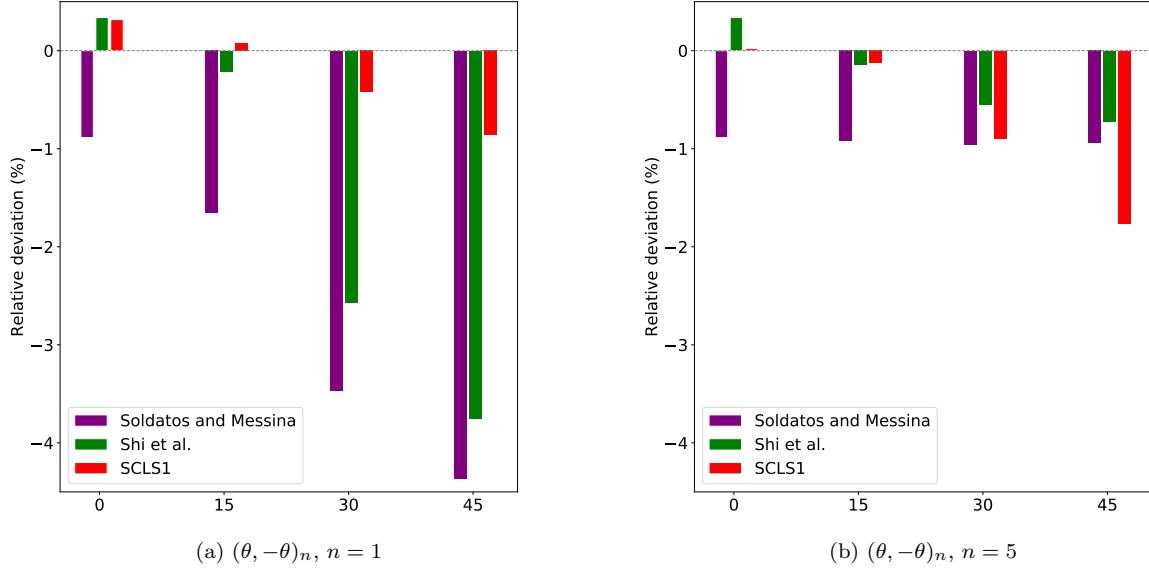 Relative deviation (%)
0
−1
−2
−3
−4
Soldatos and Messina
Shi et al.
SCLS1
0 15 30 45
(a) (θ, −θ)n, n = 1
Relative deviation (%)
0
−1
−2
−3
−4
Soldatos and Messina
Shi et al.
SCLS1
0 15 30 45
(b) (θ, −θ)n, n = 5